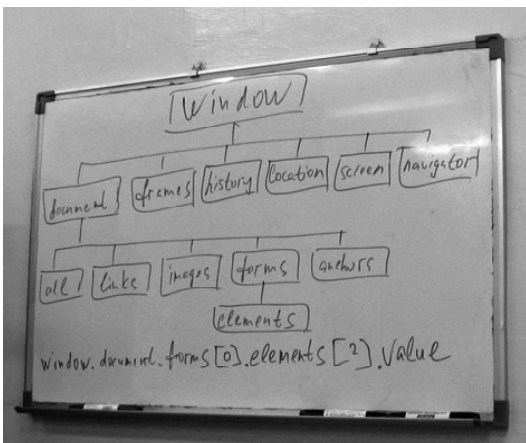 window
document frames history location screen navigator
all links images forms anchors
elements
window.document.forms[0].elements[2].value